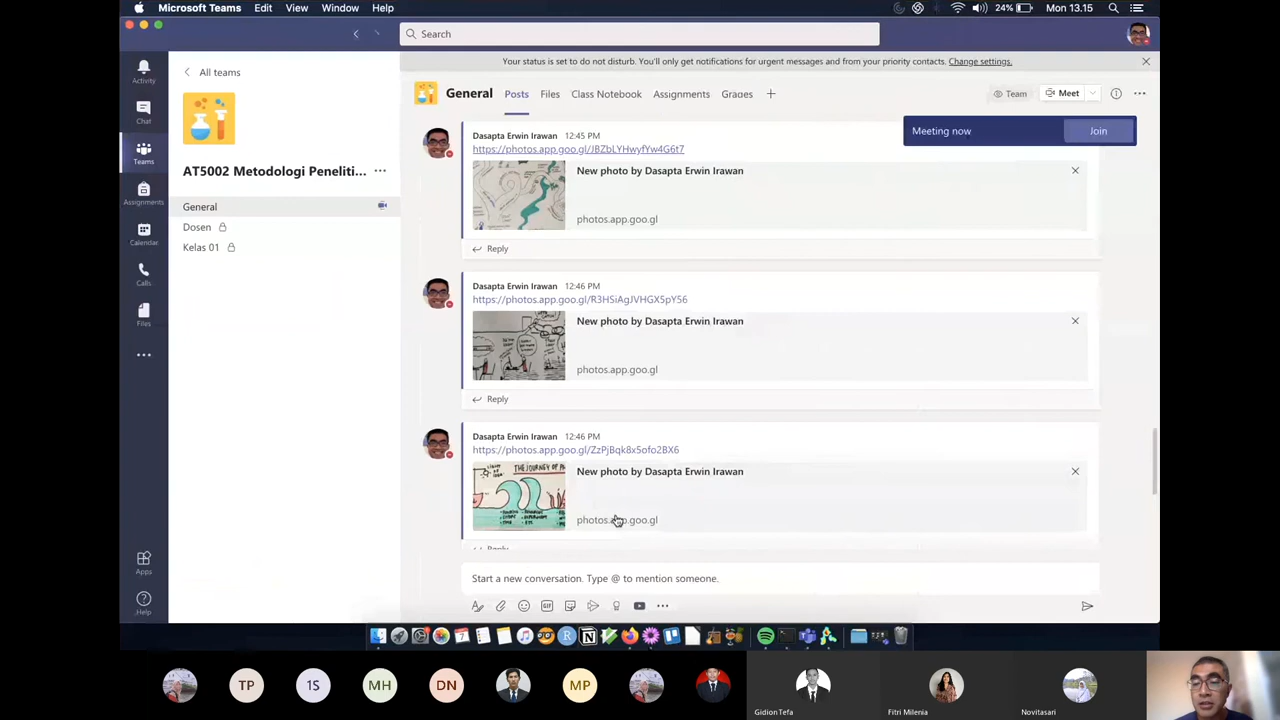 Microsoft Teams Edit View Window Help
24% Mon 13.15
Search
Your status is set to do not disturb. You'll only get notifications for urgent messages and from your priority contacts. Change settings.
Activity
Chat
Teams
Assignments
Calendar
Calls
Files
Apps
Help
All teams
AT5002 Metodologi Peneliti...
General
Dosen
Kelas 01
General Posts Files Class Notebook Assignments Grades
Team Meet
Meeting now Join
Dasapta Erwin Irawan 12:45 PM
https://photos.app.goo.gl/JBZbLYHwyfYw4G6t7
New photo by Dasapta Erwin Irawan
photos.app.goo.gl
Reply
Dasapta Erwin Irawan 12:46 PM
https://photos.app.goo.gl/R3HSiAgJVHGX5pY56
New photo by Dasapta Erwin Irawan
photos.app.goo.gl
Reply
Dasapta Erwin Irawan 12:46 PM
https://photos.app.goo.gl/ZzPjBqk8x5ofo2BX6
THE JOURNEY OF
New photo by Dasapta Erwin Irawan
photos.app.goo.gl
Reply
Start a new conversation. Type @ to mention someone.
TP 1S MH DN MP
Gidion Tefa Fitri Milenia Novitasari